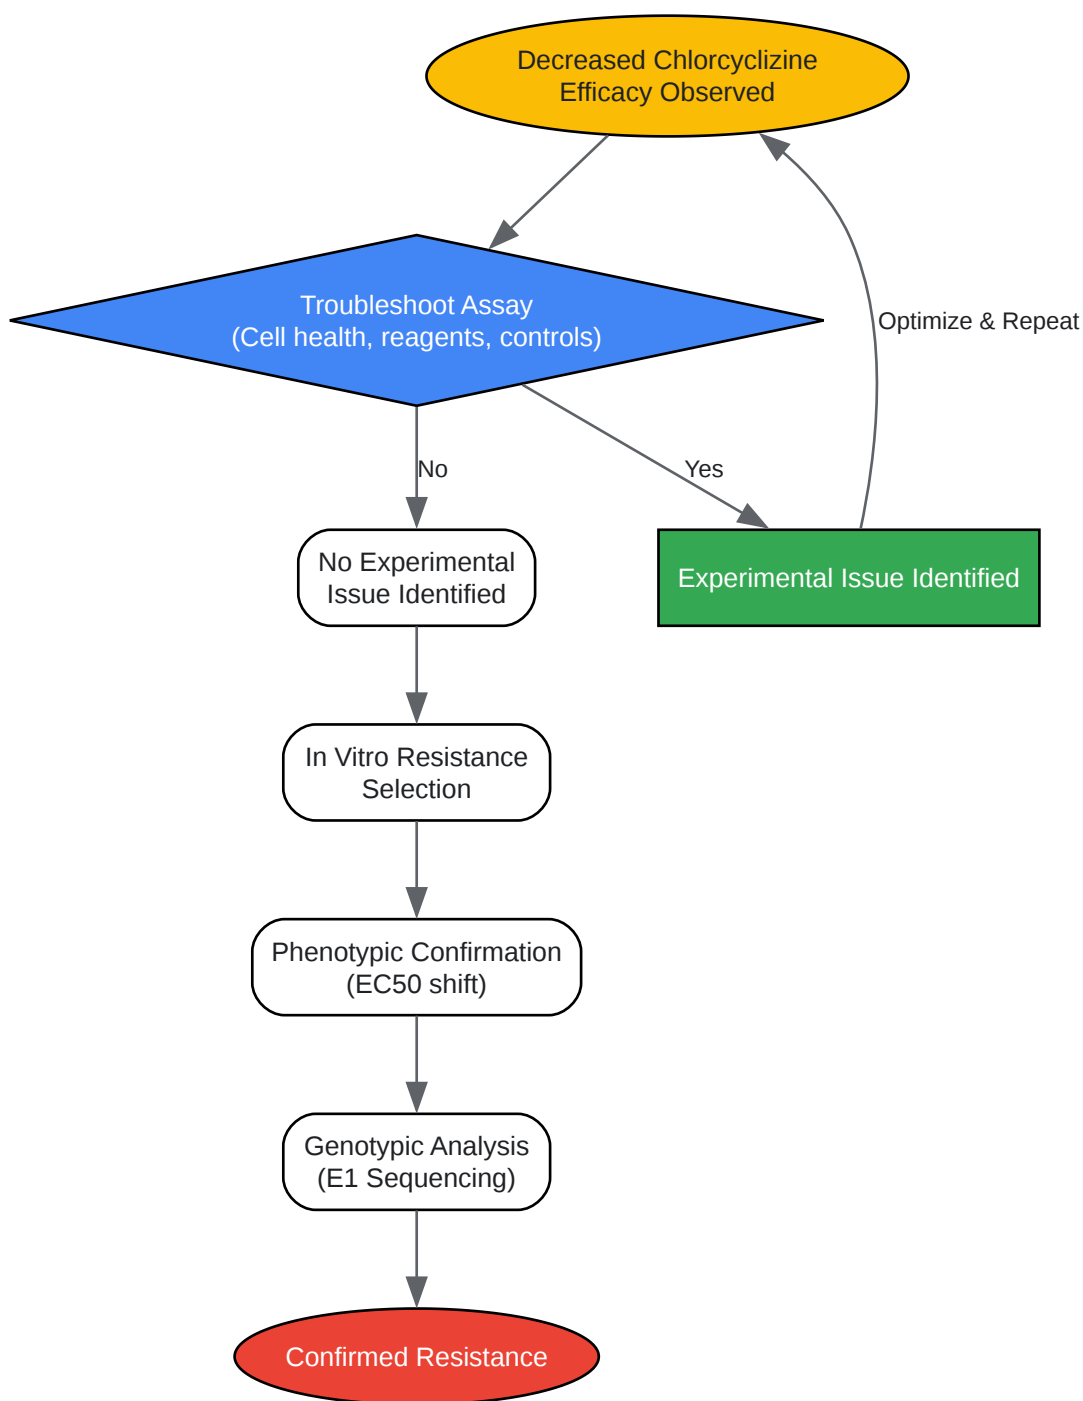 Decreased Chlorcyclizine
Efficacy Observed
Troubleshoot Assay
(Cell health, reagents, controls)
Optimize & Repeat
No
Yes
No Experimental
Issue Identified
Experimental Issue Identified
In Vitro Resistance
Selection
Phenotypic Confirmation
(EC50 shift)
Genotypic Analysis
(E1 Sequencing)
Confirmed Resistance